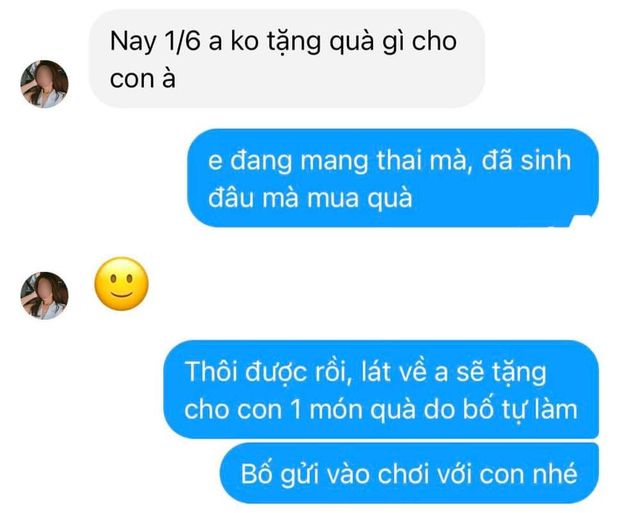 Nay 1/6 a ko tặng quà gì cho
con à
e đang mang thai mà, đã sinh
đâu mà mua quà
Thôi được rồi, lát về a sẽ tặng
cho con 1 món quà do bố tự làm
Bố gửi vào chơi với con nhé